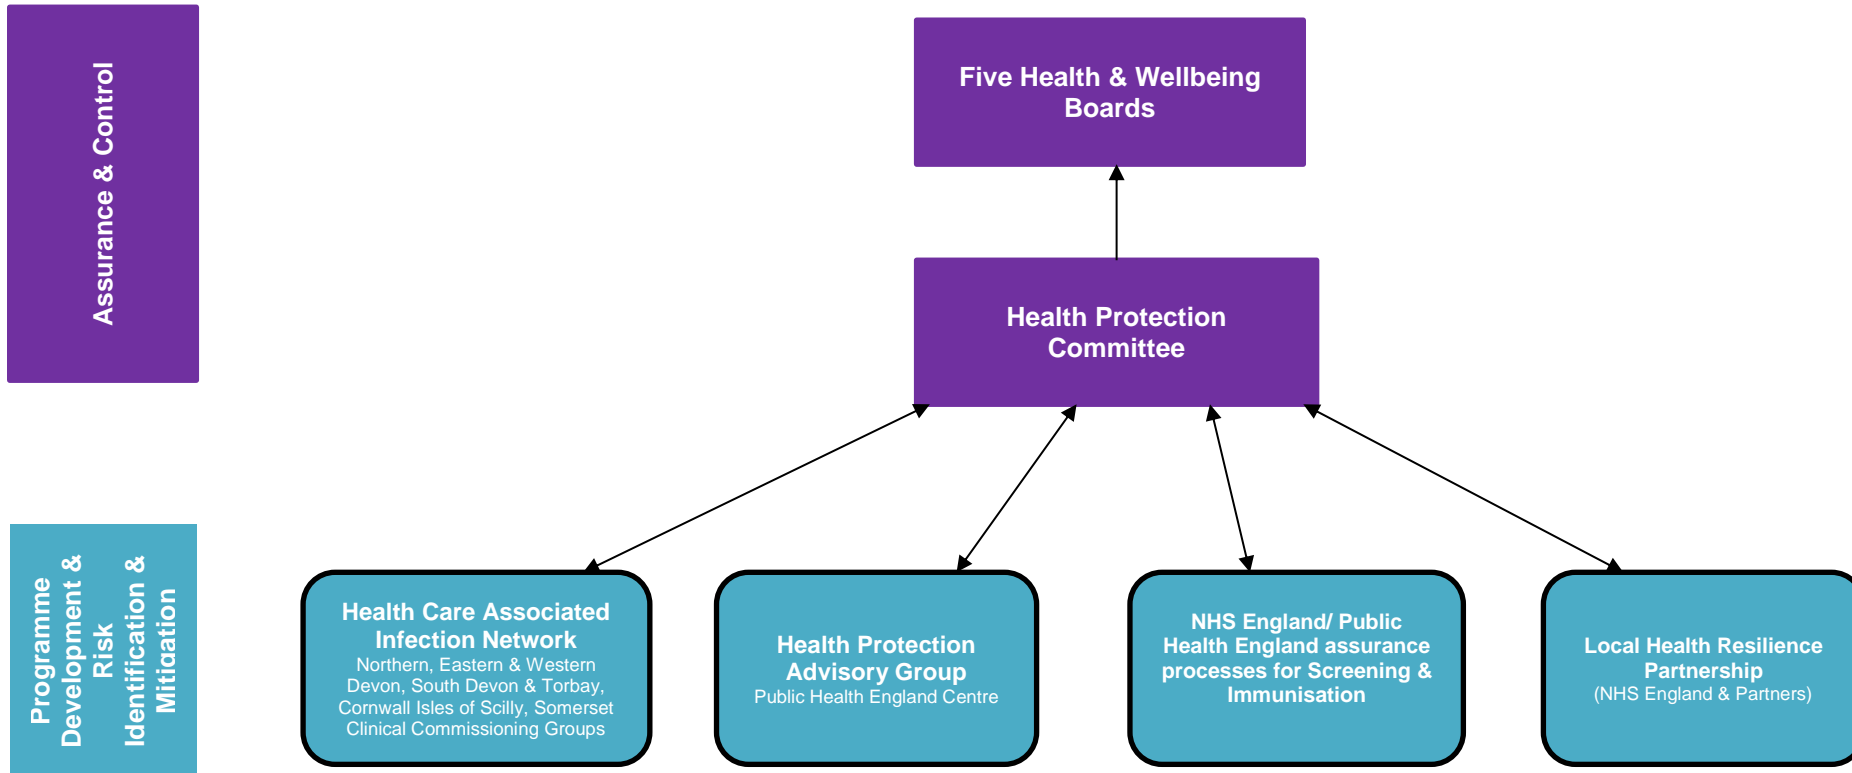 Assurance & Control
Five Health & Wellbeing
Boards
Health Protection
Committee
Programme
Development &
Risk
Identification &
Mitigation
Health Care Associated
Infection Network
Northern, Eastern & Western
Devon, South Devon & Torbay,
Cornwall Isles of Scilly, Somerset
Clinical Commissioning Groups
Health Protection
Advisory Group
Public Health England Centre
NHS England/ Public
Health England assurance
processes for Screening &
Immunisation
Local Health Resilience
Partnership
(NHS England & Partners)